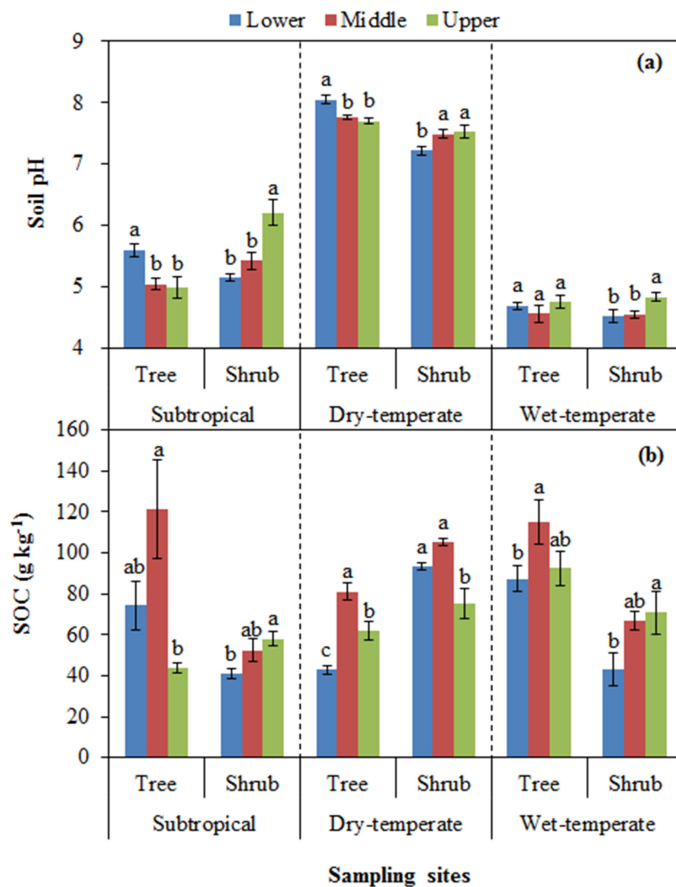 Lower Middle Upper
(a)
9
8
7
6
5
4
Soil pH
a b b b b a a b b b a a a a a b b a
Tree Shrub Tree Shrub Tree Shrub
Subtropical Dry-temperate Wet-temperate
(b)
160
140
120
100
80
60
40
20
0
SOC (g kg⁻¹)
ab a b b ab a c a b a a b b a ab b ab a
Tree Shrub Tree Shrub Tree Shrub
Subtropical Dry-temperate Wet-temperate
Sampling sites